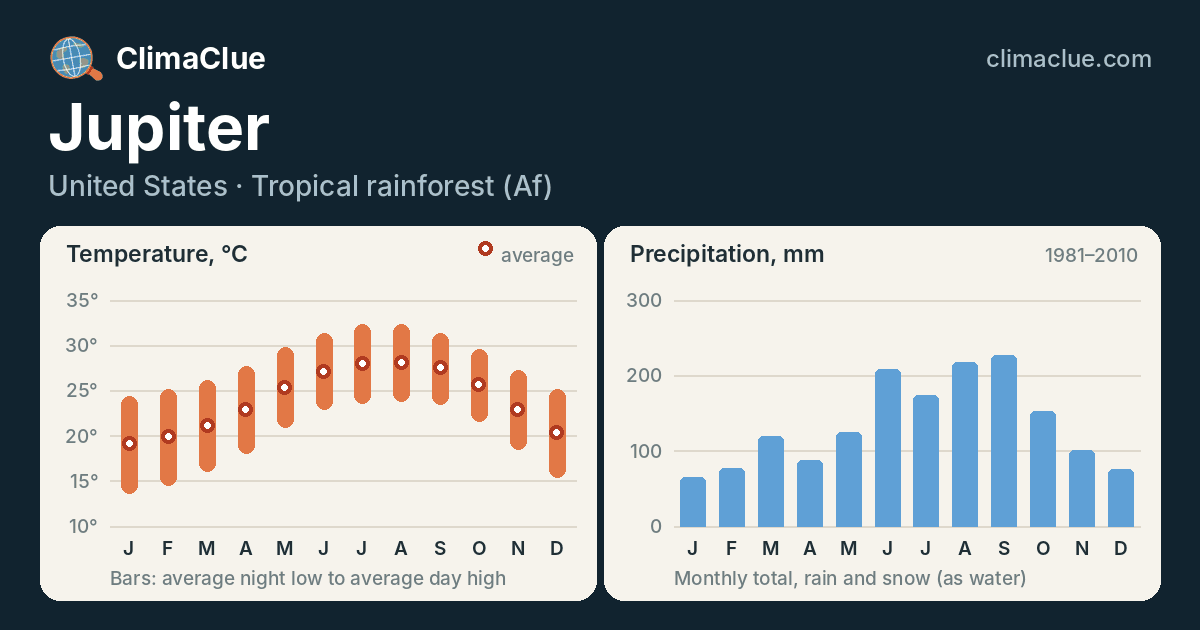 ClimaClue
climaclue.com
Jupiter
United States · Tropical rainforest (Af)
Temperature, °C
average
35°
30°
25°
20°
15°
10°
J F M A M J J A S O N D
Bars: average night low to average day high
Precipitation, mm
1981–2010
300
200
100
0
J F M A M J J A S O N D
Monthly total, rain and snow (as water)